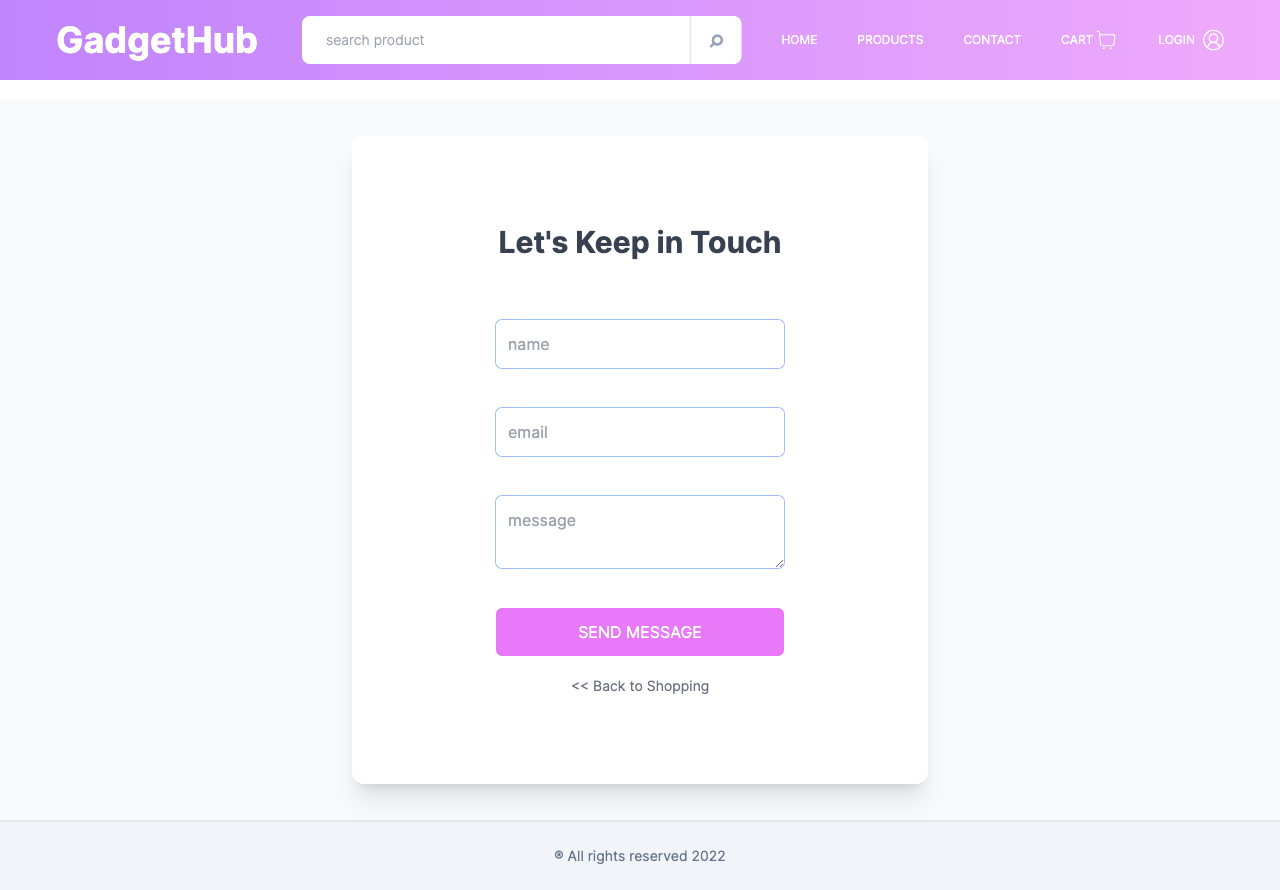 GadgetHub
search product
HOME PRODUCTS CONTACT CART LOGIN
Let's Keep in Touch
name
email
message
SEND MESSAGE
<< Back to Shopping
® All rights reserved 2022